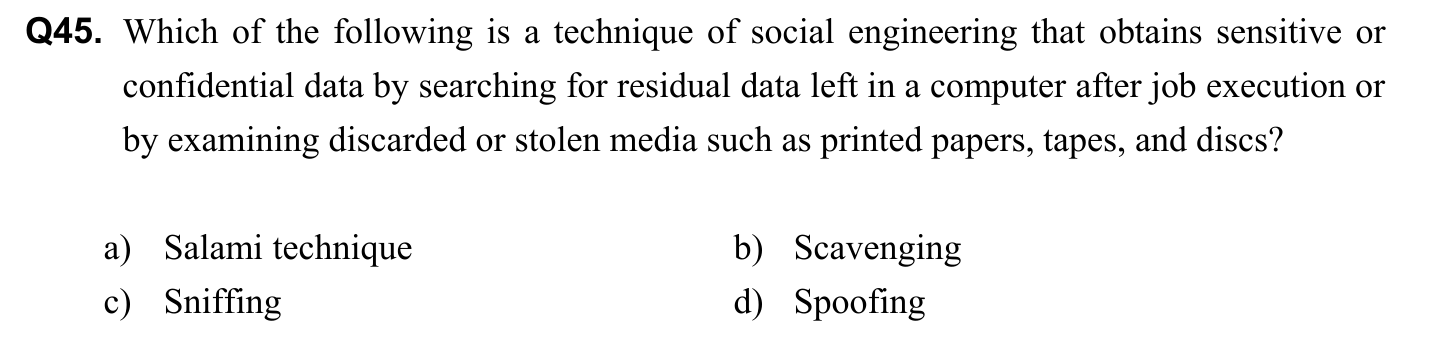 Q45. Which of the following is a technique of social engineering that obtains sensitive or
confidential data by searching for residual data left in a computer after job execution or
by examining discarded or stolen media such as printed papers, tapes, and discs?
a) Salami technique b) Scavenging
c) Sniffing d) Spoofing